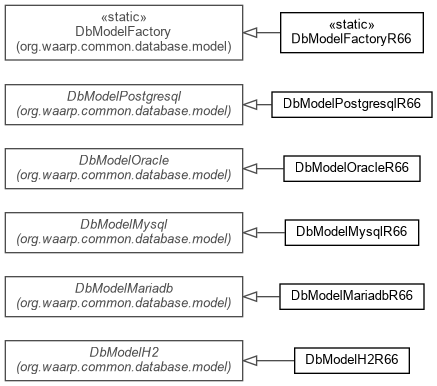 «static»
DbModelFactory
(org.waarp.common.database.model)
«static»
DbModelFactoryR66
DbModelPostgresql
(org.waarp.common.database.model)
DbModelPostgresqlR66
DbModelOracle
(org.waarp.common.database.model)
DbModelOracleR66
DbModelMysql
(org.waarp.common.database.model)
DbModelMysqlR66
DbModelMariadb
(org.waarp.common.database.model)
DbModelMariadbR66
DbModelH2
(org.waarp.common.database.model)
DbModelH2R66